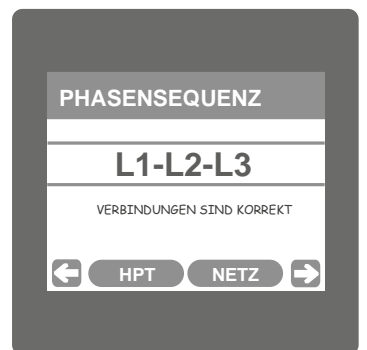 PHASENSEQUENZ
L1-L2-L3
VERBINDUNGEN SIND KORREKT
HPT NETZ